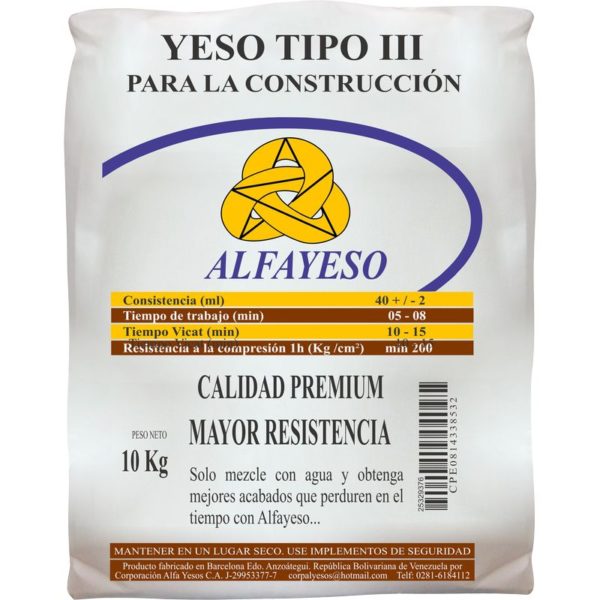 YESO TIPO III
PARA LA CONSTRUCCIÓN
ALFAYESO
Consistencia (ml) 40 + / - 2
Tiempo de trabajo (min) 05 - 08
Tiempo Vicat (min) 10 - 15
Resistencia a la compresión 1h (Kg /cm²) min 200
CALIDAD PREMIUM
MAYOR RESISTENCIA
PESO NETO
10 Kg
Solo mezcle con agua y obtenga
mejores acabados que perduren en el
tiempo con Alfayeso...
25329376
CPE0814338532
MANTENER EN UN LUGAR SECO. USE IMPLEMENTOS DE SEGURIDAD
Producto fabricado en Barcelona Edo. Anzoátegui. República Bolivariana de Venezuela por
Corporación Alfa Yesos C.A. J-29953377-7 corpalyesos@hotmail.com Telf: 0281-6184112